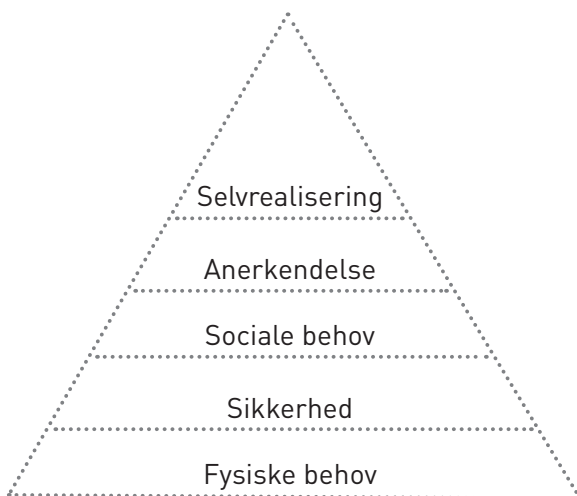 Selvrealisering
Anerkendelse
Sociale behov
Sikkerhed
Fysiske behov